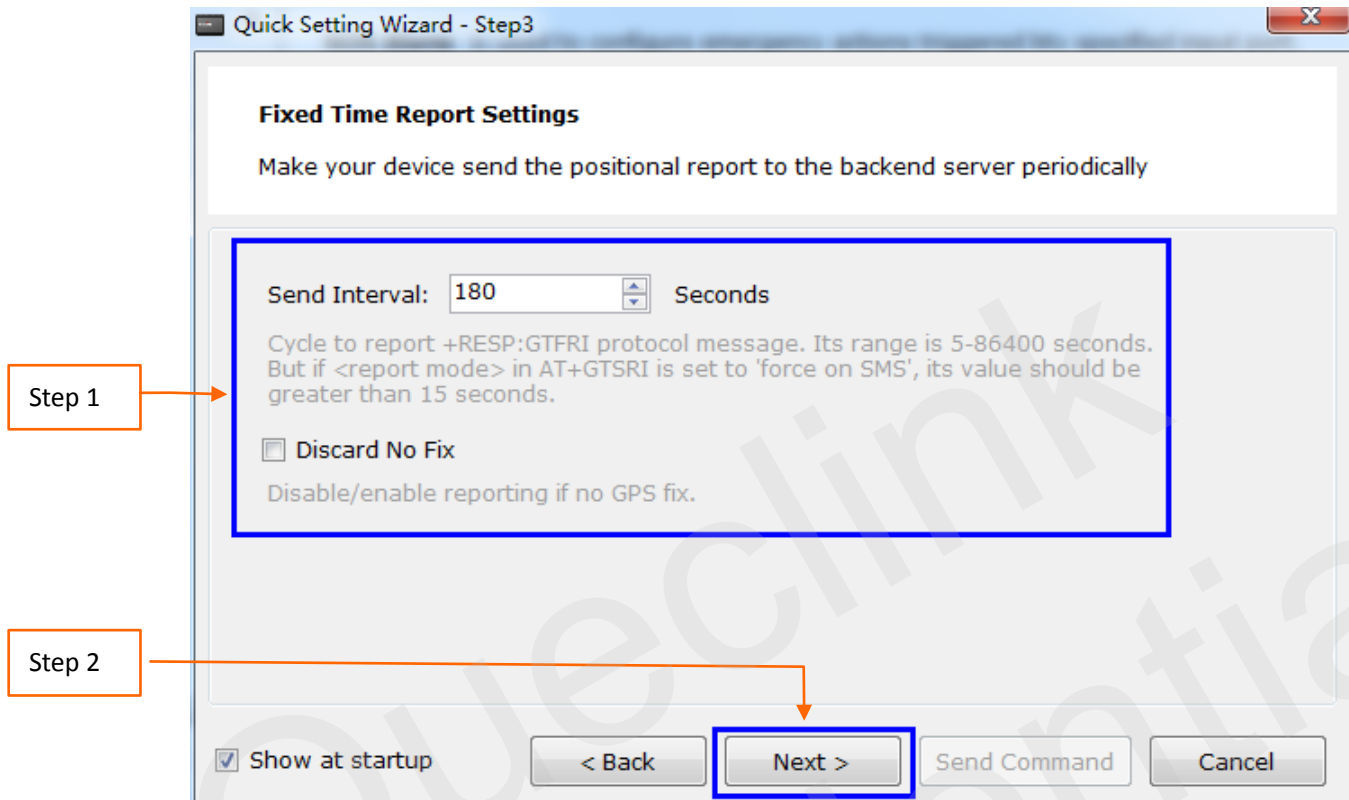 Quick Setting Wizard - Step3
Fixed Time Report Settings
Make your device send the positional report to the backend server periodically
Send Interval: 180 Seconds
Cycle to report +RESP:GTFRI protocol message. Its range is 5-86400 seconds.
But if <report mode> in AT+GTSRI is set to 'force on SMS', its value should be
greater than 15 seconds.
Step 1
Discard No Fix
Disable/enable reporting if no GPS fix.
Step 2
Show at startup
< Back
Next >
Send Command
Cancel
Queclink